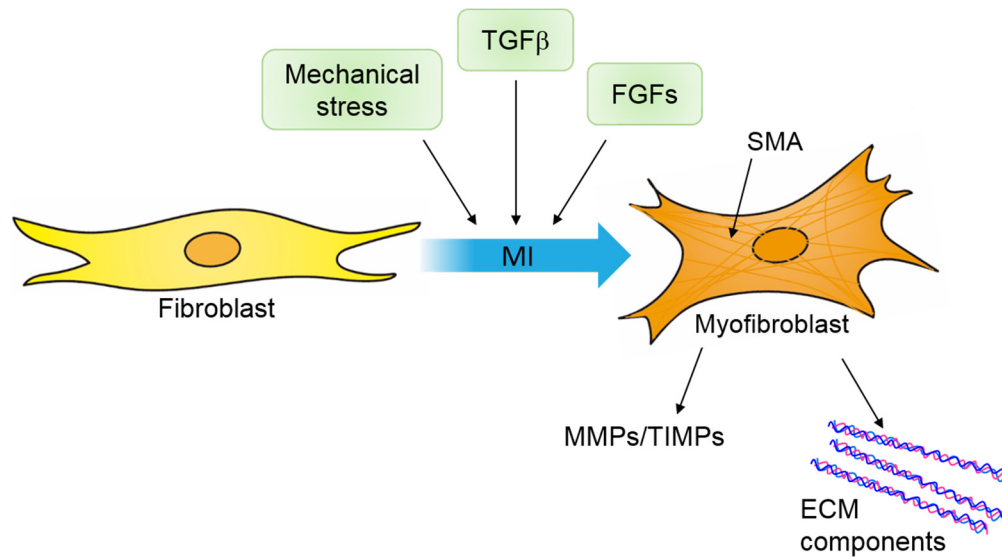 TGFβ
Mechanical
stress
FGFs
SMA
MI
Fibroblast
Myofibroblast
MMPs/TIMPs
ECM
components